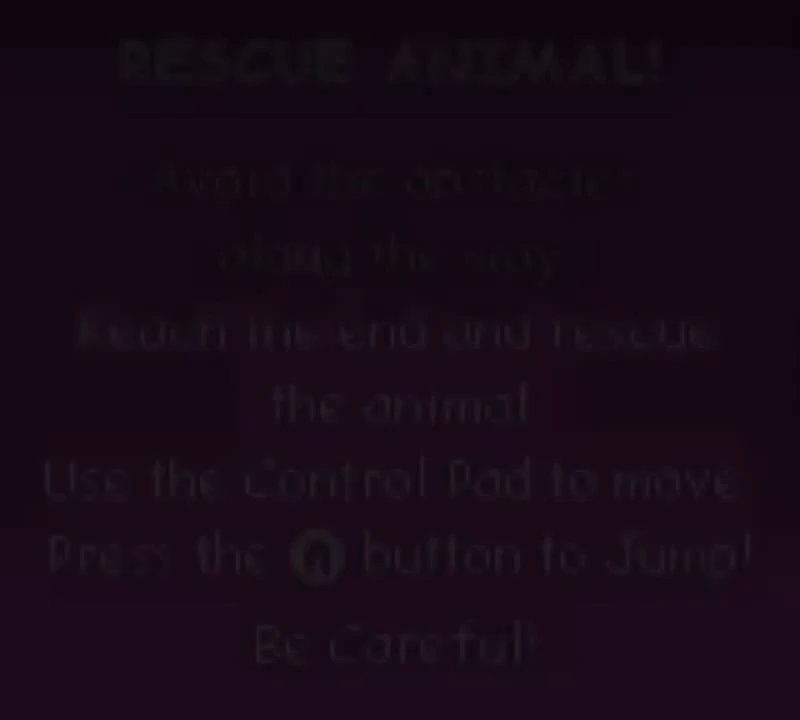 RESCUE ANIMAL!
Avoid the obstacles
along the way
Reach the end and rescue
the animal
Use the Control Pad to move
Press the A button to Jump!
Be Careful!